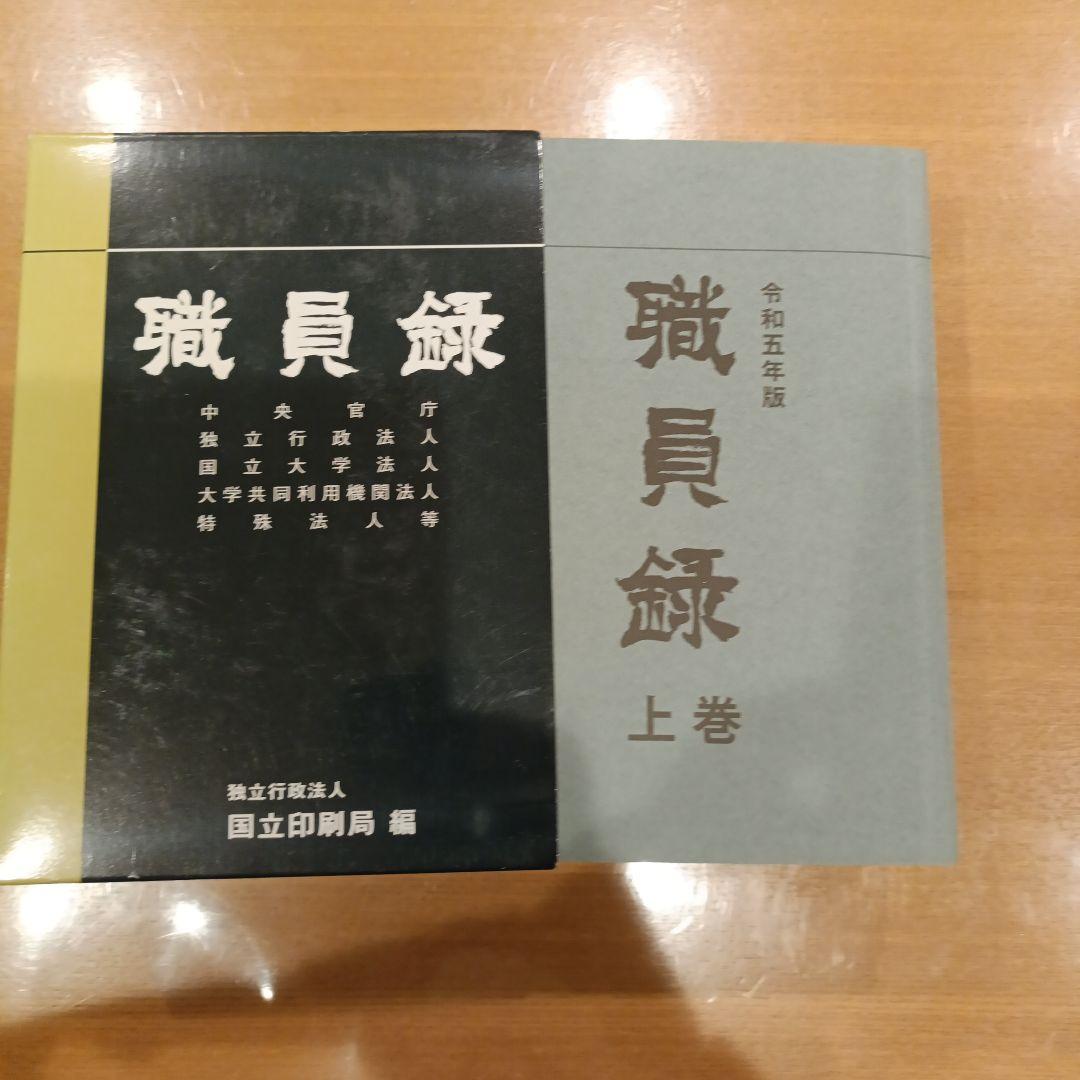 職員録
中央官庁
独立行政法人
国立大学法人
大学共同利用機関法人
特殊法人等
独立行政法人
国立印刷局 編
令和五年版
職員録
上巻